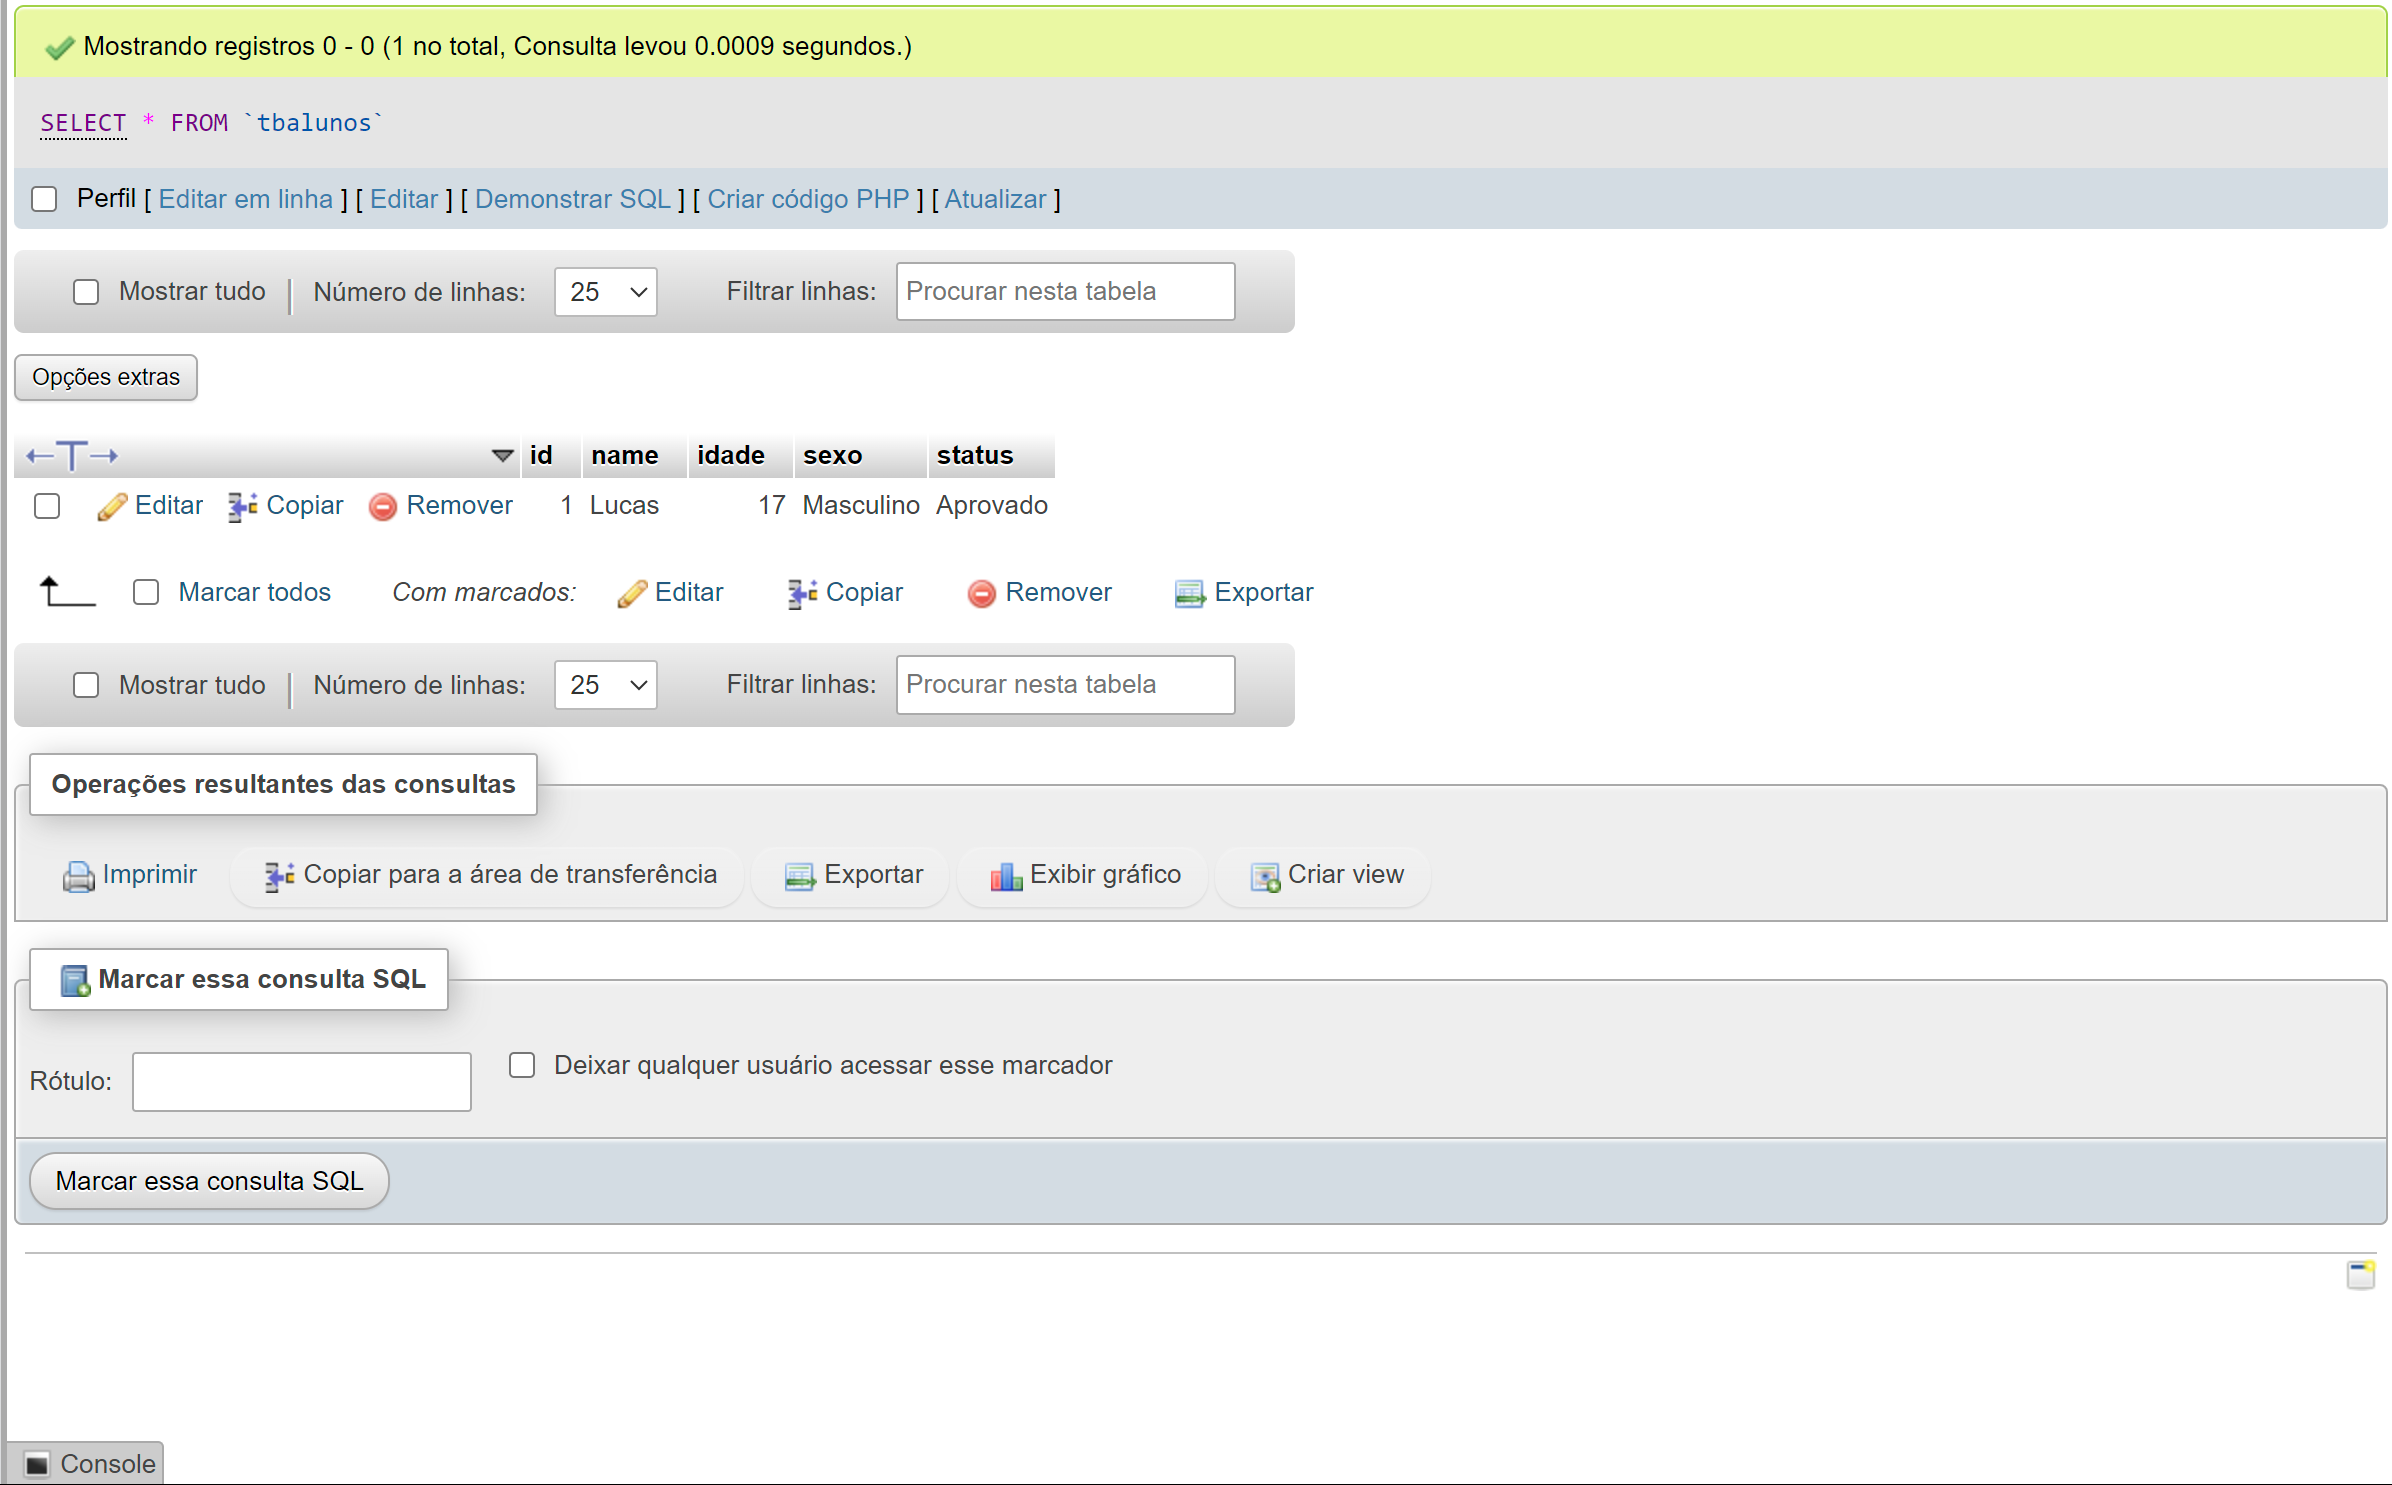 Mostrando registros 0 - 0 (1 no total, Consulta levou 0.0009 segundos.)
SELECT * FROM `tbalunos`
Perfil [ Editar em linha ] [ Editar ] [ Demonstrar SQL ] [ Criar código PHP ] [ Atualizar ]
Mostrar tudo | Número de linhas: 25 Filtrar linhas: Procurar nesta tabela
Opções extras
←T→ id name idade sexo status
Editar Copiar Remover 1 Lucas 17 Masculino Aprovado
Marcar todos Com marcados: Editar Copiar Remover Exportar
Mostrar tudo | Número de linhas: 25 Filtrar linhas: Procurar nesta tabela
Operações resultantes das consultas
Imprimir Copiar para a área de transferência Exportar Exibir gráfico Criar view
Marcar essa consulta SQL
Rótulo: Deixar qualquer usuário acessar esse marcador
Marcar essa consulta SQL
Console